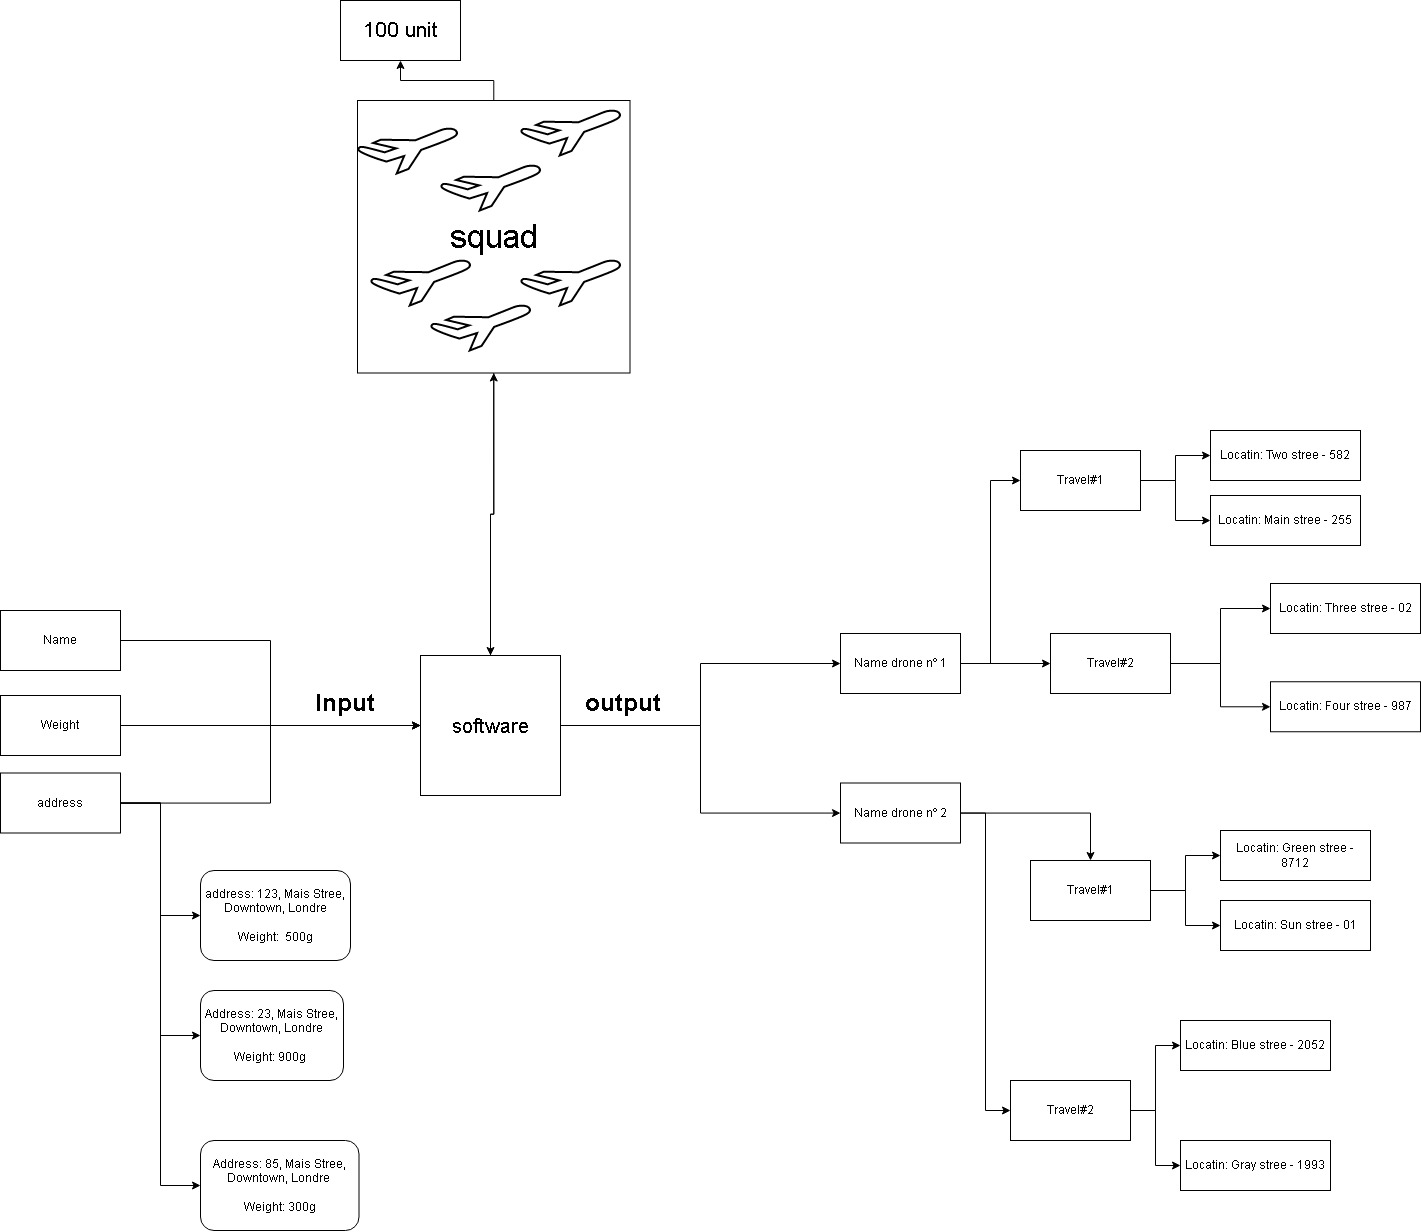 100 unit
squad
Name
Weight
address
Input
software
output
address: 123, Mais Stree,
Downtown, Londre
Weight:  500g
Address: 23, Mais Stree,
Downtown, Londre
Weight: 900g
Address: 85, Mais Stree,
Downtown, Londre
Weight: 300g
Name drone nº 1
Travel#1
Locatin: Two stree - 582
Locatin: Main stree - 255
Travel#2
Locatin: Three stree - 02
Locatin: Four stree - 987
Name drone nº 2
Travel#1
Locatin: Green stree -
8712
Locatin: Sun stree - 01
Travel#2
Locatin: Blue stree - 2052
Locatin: Gray stree - 1993